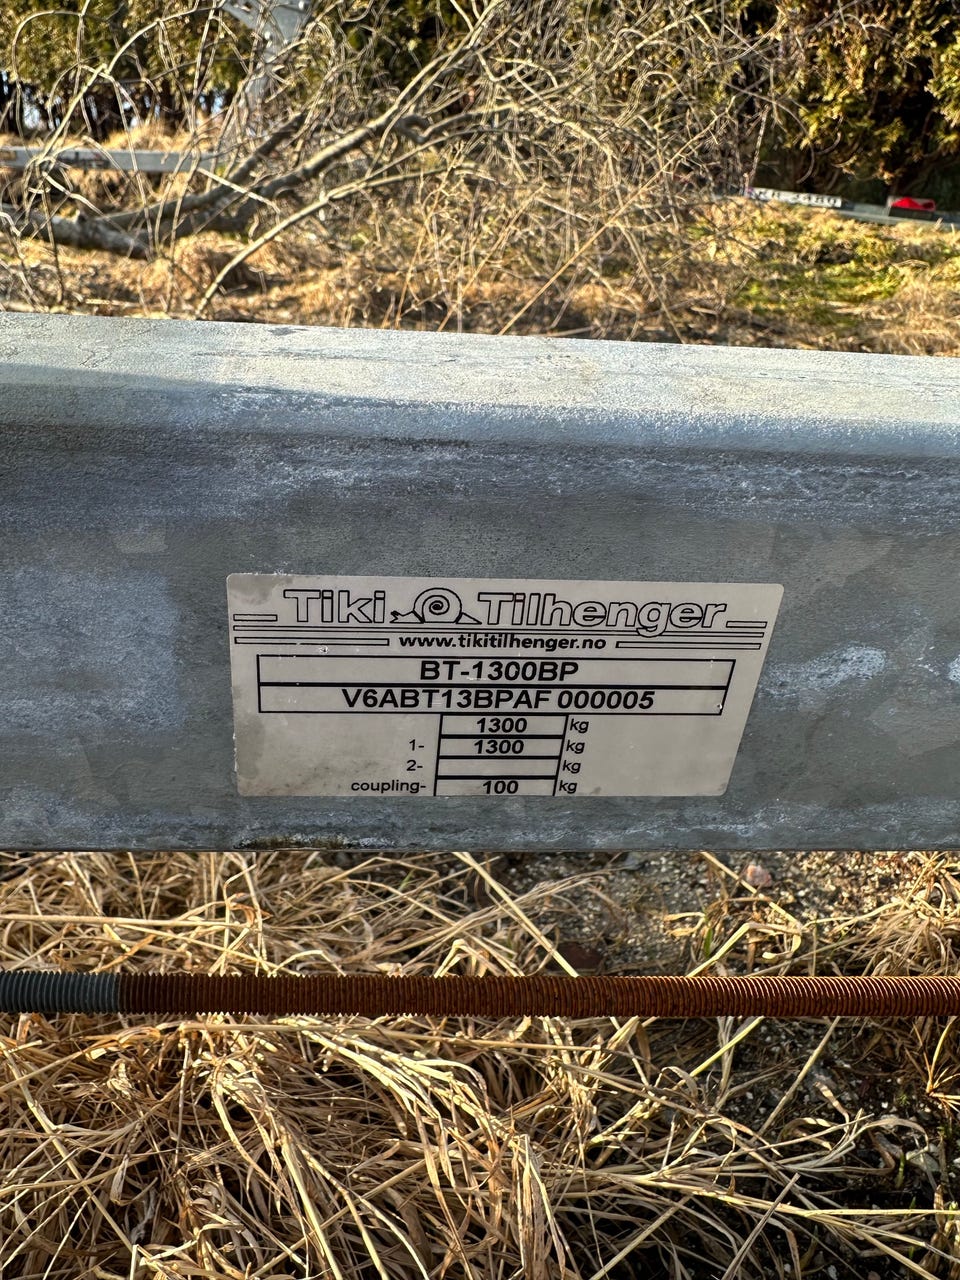 Tiki Tilhenger
www.tikitilhenger.no
BT-1300BP
V6ABT13BPAF 000005
1300 kg
1- 1300 kg
2- kg
coupling- 100 kg